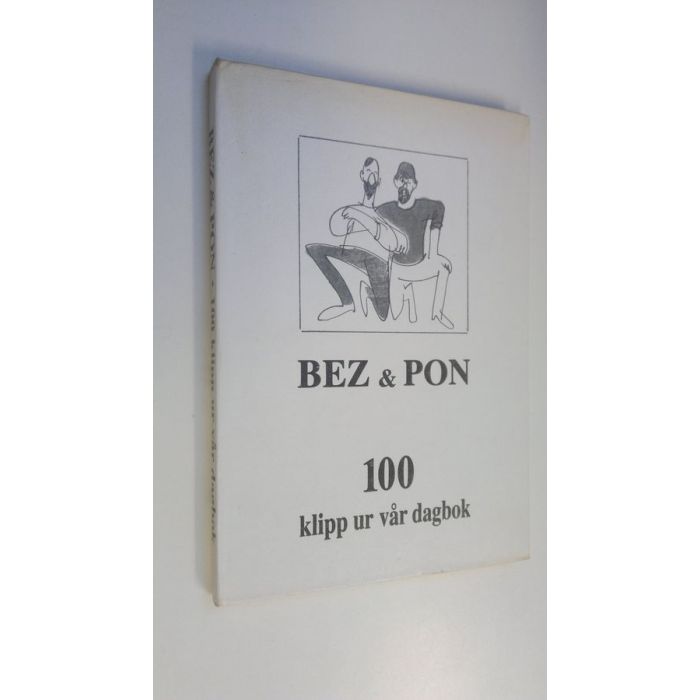 BEZ & PON
100
klipp ur vår dagbok
BEZ & PON • 100 klipp ur vår dagbok